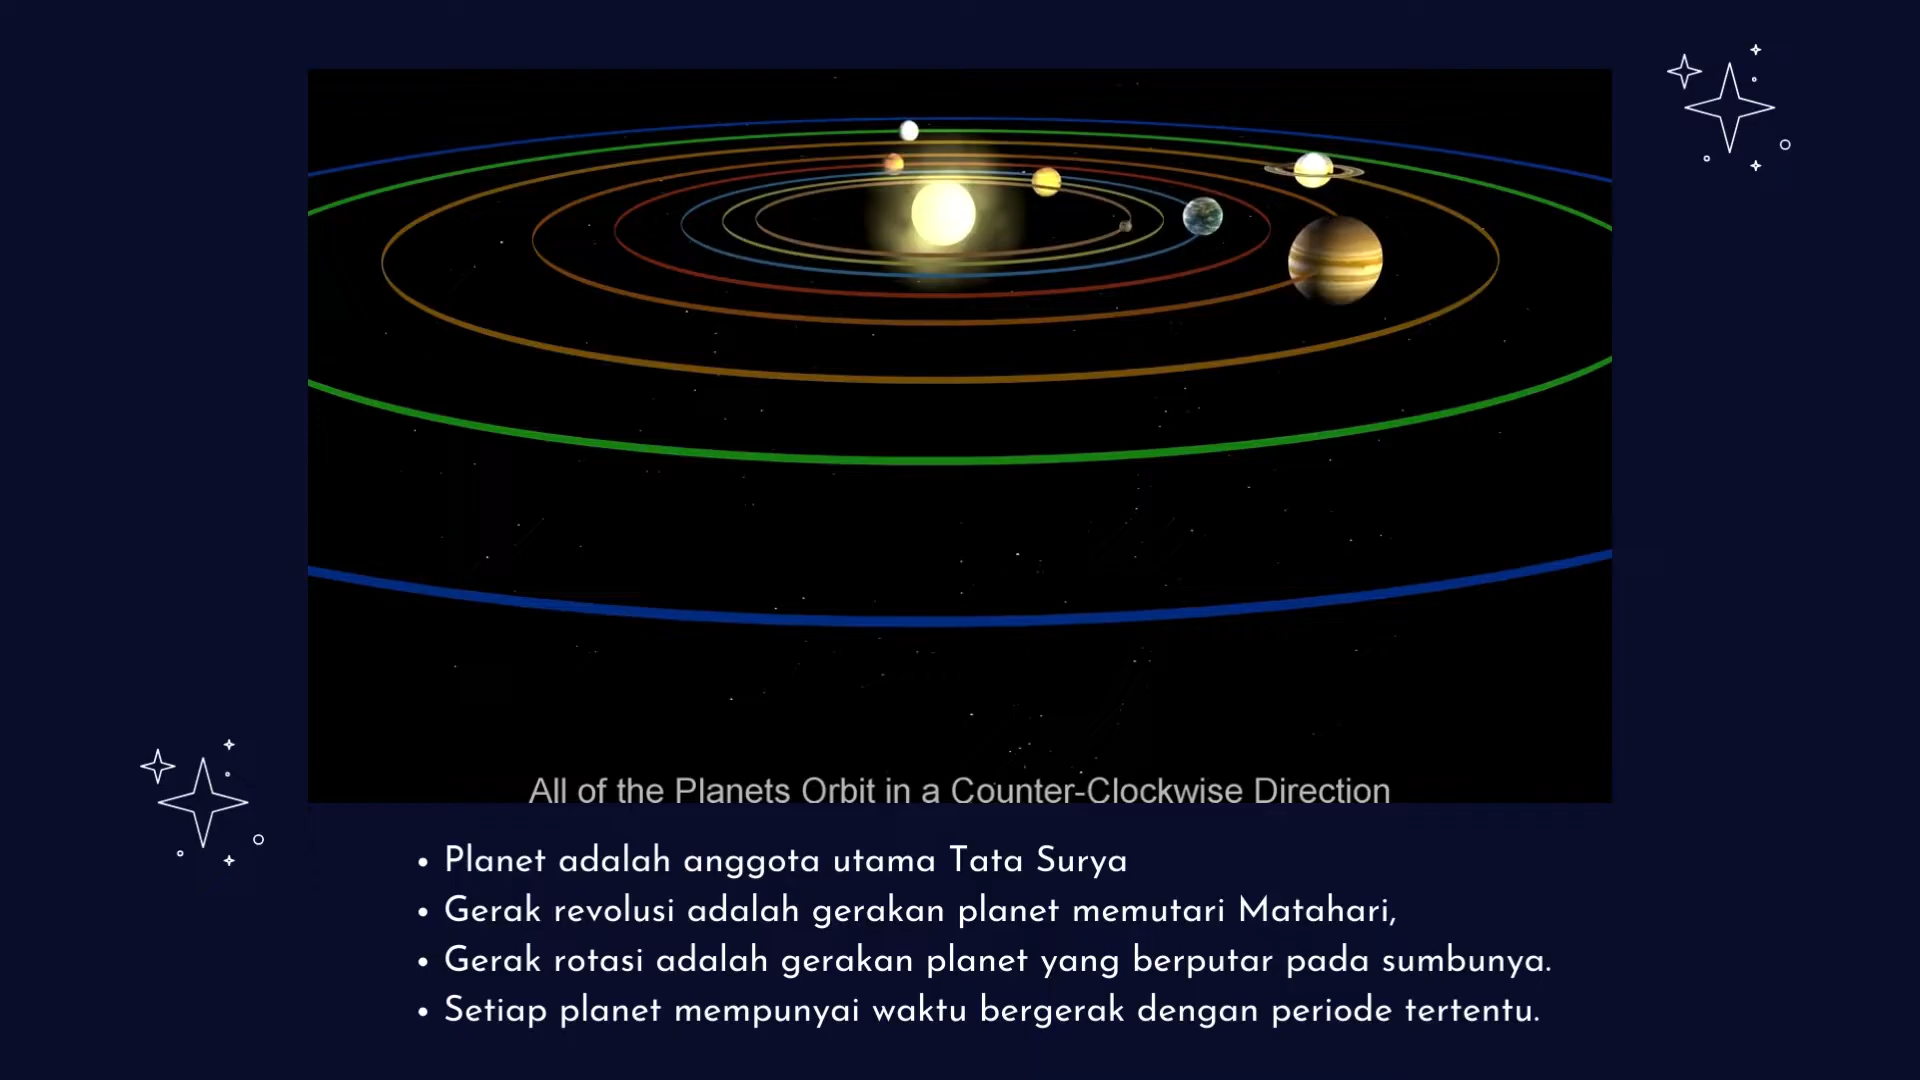 All of the Planets Orbit in a Counter-Clockwise Direction
• Planet adalah anggota utama Tata Surya
• Gerak revolusi adalah gerakan planet memutari Matahari,
• Gerak rotasi adalah gerakan planet yang berputar pada sumbunya.
• Setiap planet mempunyai waktu bergerak dengan periode tertentu.